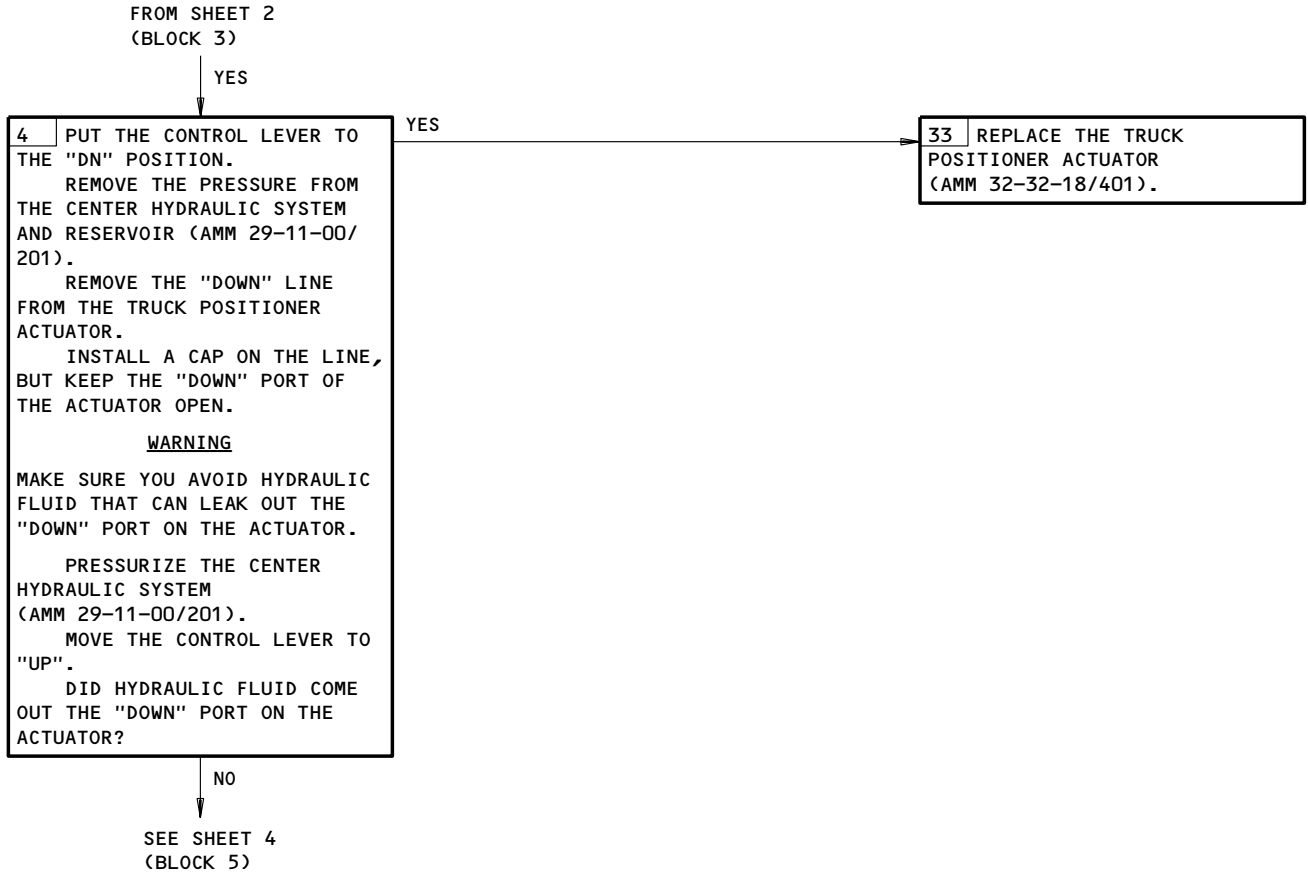 FROM SHEET 2
(BLOCK 3)
YES
4 PUT THE CONTROL LEVER TO
THE "DN" POSITION.
REMOVE THE PRESSURE FROM
THE CENTER HYDRAULIC SYSTEM
AND RESERVOIR (AMM 29-11-00/
201).
REMOVE THE "DOWN" LINE
FROM THE TRUCK POSITIONER
ACTUATOR.
INSTALL A CAP ON THE LINE,
BUT KEEP THE "DOWN" PORT OF
THE ACTUATOR OPEN.
WARNING
MAKE SURE YOU AVOID HYDRAULIC
FLUID THAT CAN LEAK OUT THE
"DOWN" PORT ON THE ACTUATOR.
PRESSURIZE THE CENTER
HYDRAULIC SYSTEM
(AMM 29-11-00/201).
MOVE THE CONTROL LEVER TO
"UP".
DID HYDRAULIC FLUID COME
OUT THE "DOWN" PORT ON THE
ACTUATOR?
YES
33 REPLACE THE TRUCK
POSITIONER ACTUATOR
(AMM 32-32-18/401).
NO
SEE SHEET 4
(BLOCK 5)